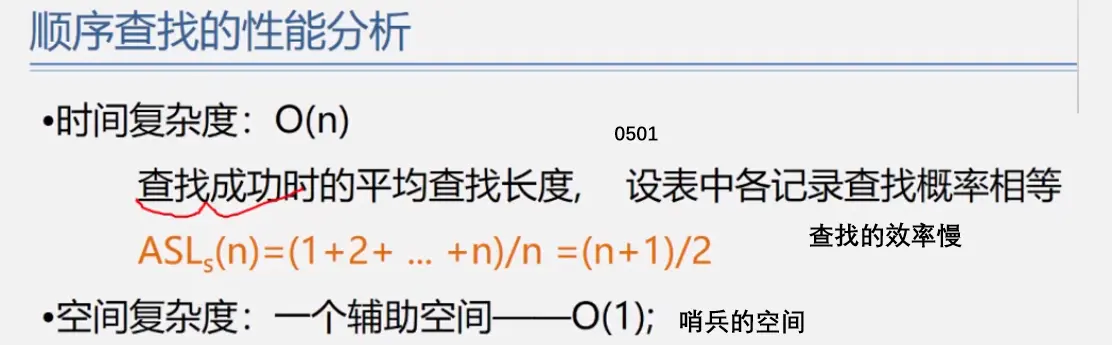 顺序查找的性能分析
•时间复杂度：O(n)
0501
查找成功时的平均查找长度， 设表中各记录查找概率相等
ASLs(n)=(1+2+ ... +n)/n =(n+1)/2
查找的效率慢
•空间复杂度：一个辅助空间——O(1); 哨兵的空间